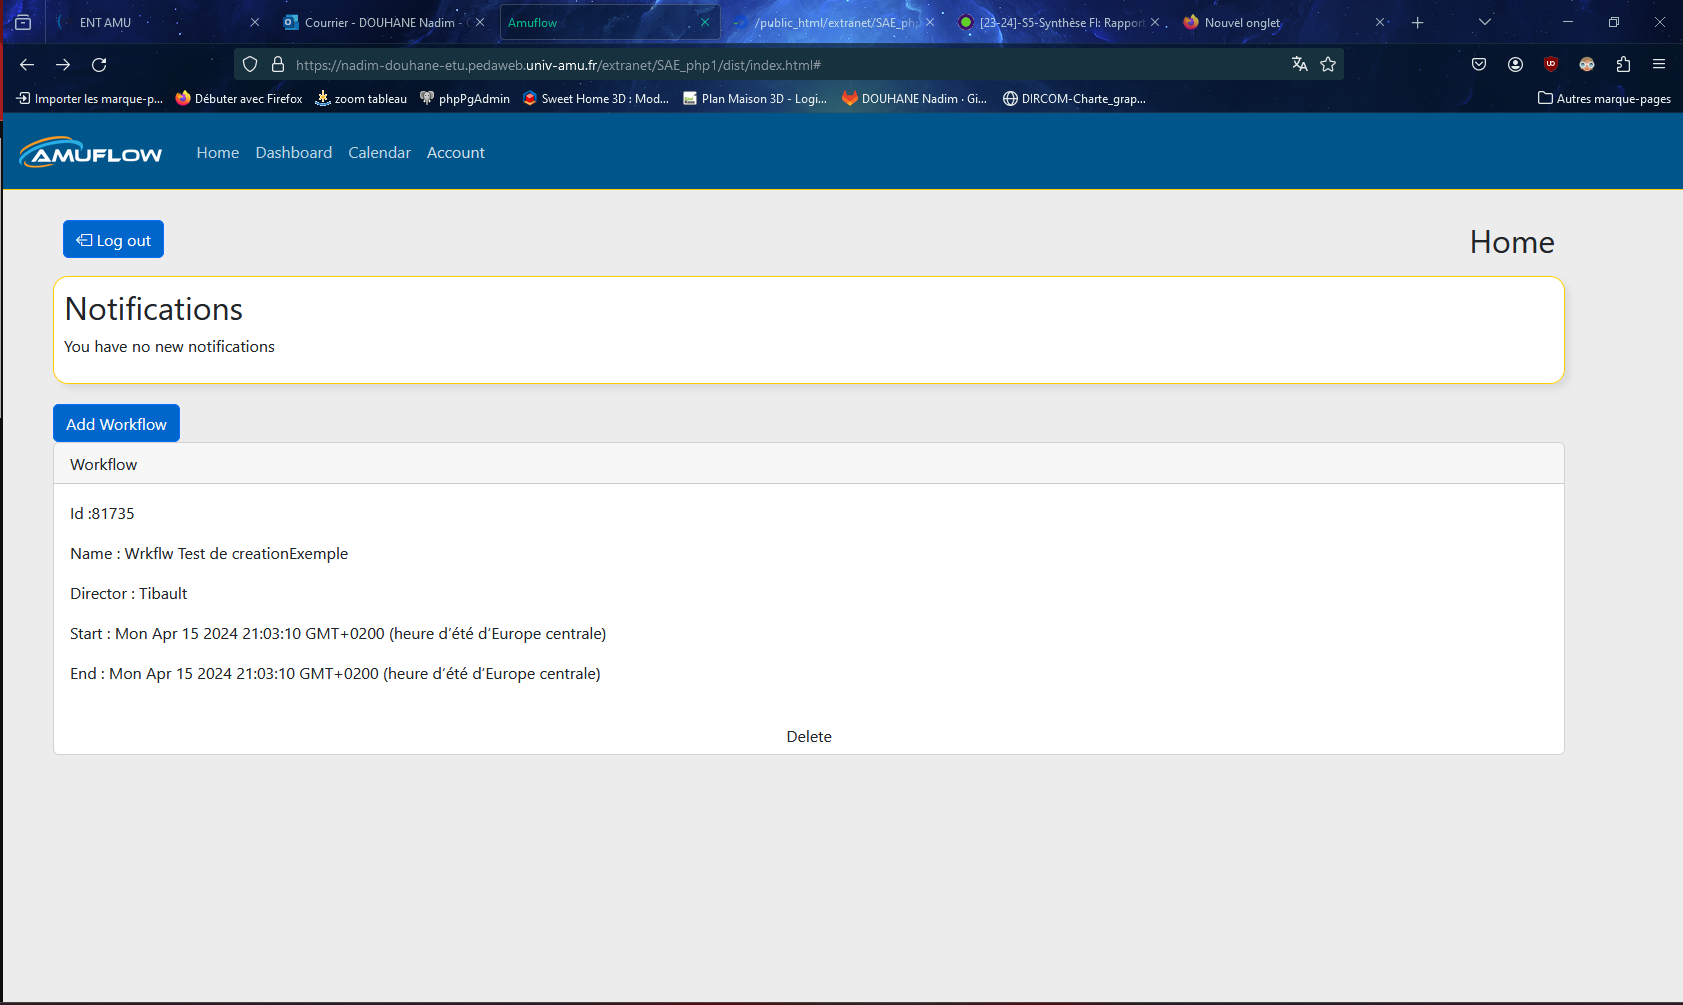 ENT AMU
Courrier - DOUHANE Nadim -
Amuflow
/public_html/extranet/SAE_php
[23-24]-S5-Synthèse FI: Rapport
Nouvel onglet
https://nadim-douhane-etu.pedaweb.univ-amu.fr/extranet/SAE_php1/dist/index.html#
Importer les marque-p...
Débuter avec Firefox
zoom tableau
phpPgAdmin
Sweet Home 3D : Mod...
Plan Maison 3D - Logi...
DOUHANE Nadim · Gi...
DIRCOM-Charte_grap...
Autres marque-pages
AMUFLOW
Home
Dashboard
Calendar
Account
Log out
Home
Notifications
You have no new notifications
Add Workflow
Workflow
Id :81735
Name : Wrkflw Test de creationExemple
Director : Tibault
Start : Mon Apr 15 2024 21:03:10 GMT+0200 (heure d’été d’Europe centrale)
End : Mon Apr 15 2024 21:03:10 GMT+0200 (heure d’été d’Europe centrale)
Delete